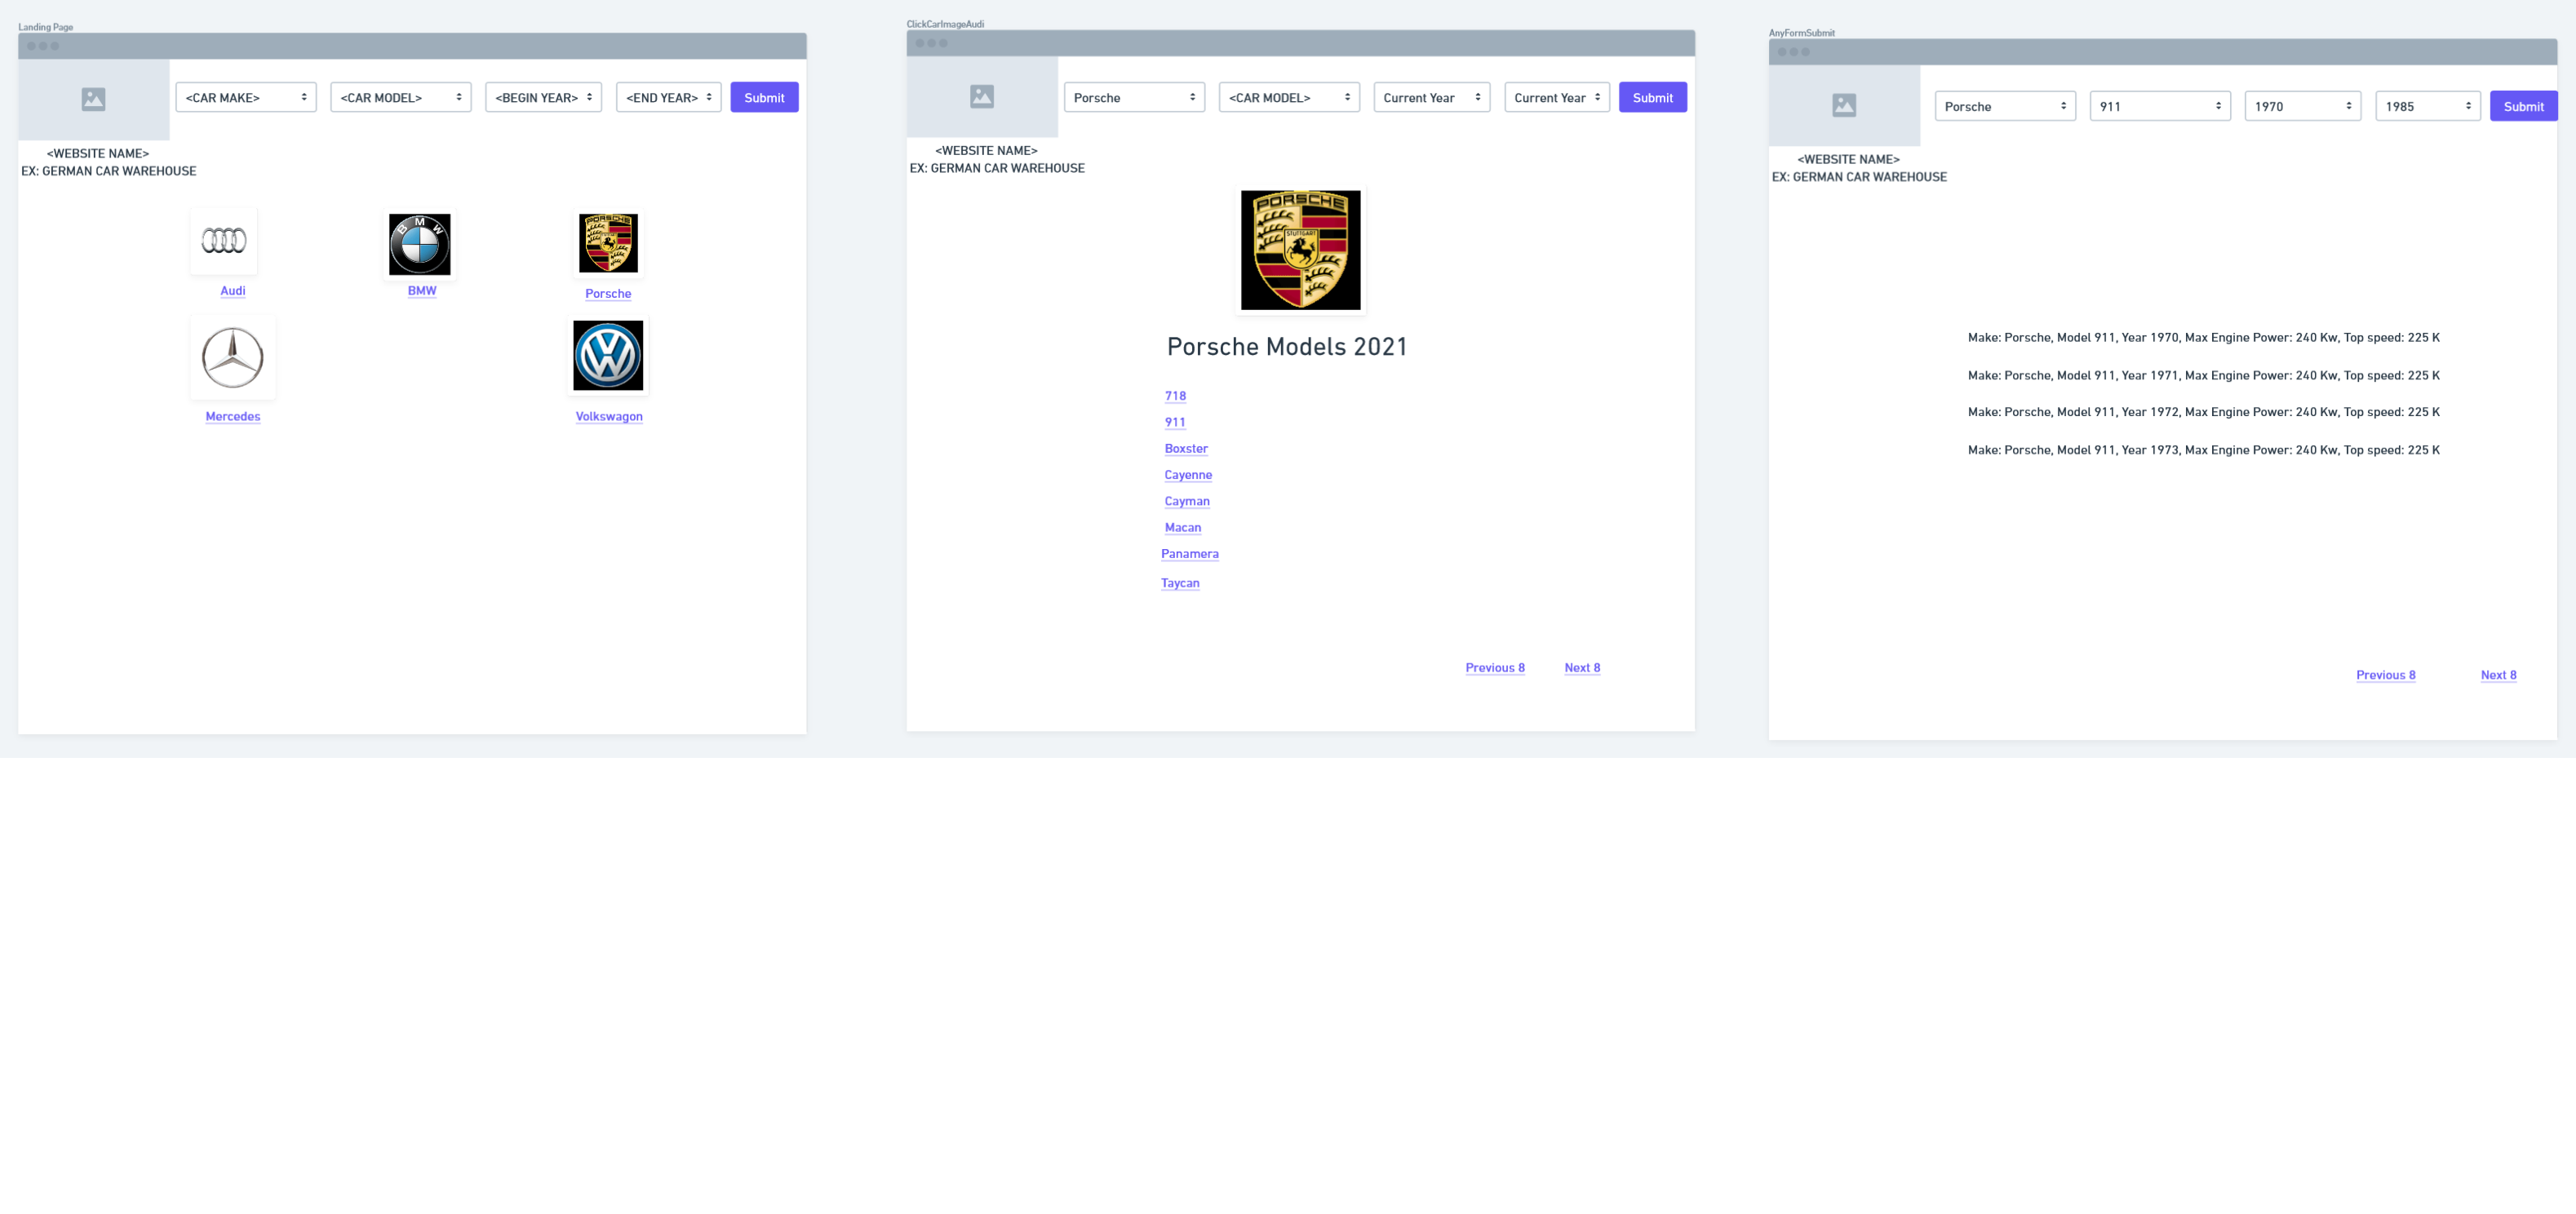 Landing Page
<CAR MAKE>
<CAR MODEL>
<BEGIN YEAR>
<END YEAR>
Submit
<WEBSITE NAME>
EX: GERMAN CAR WAREHOUSE
BMW
PORSCHE
Audi
BMW
Porsche
Mercedes
Volkswagon
ClickCarImageAudi
Porsche
<CAR MODEL>
Current Year
Current Year
Submit
<WEBSITE NAME>
EX: GERMAN CAR WAREHOUSE
PORSCHE
STUTTGART
Porsche Models 2021
718
911
Boxster
Cayenne
Cayman
Macan
Panamera
Taycan
Previous 8
Next 8
AnyFormSubmit
Porsche
911
1970
1985
Submit
<WEBSITE NAME>
EX: GERMAN CAR WAREHOUSE
Make: Porsche, Model 911, Year 1970, Max Engine Power: 240 Kw, Top speed: 225 K
Make: Porsche, Model 911, Year 1971, Max Engine Power: 240 Kw, Top speed: 225 K
Make: Porsche, Model 911, Year 1972, Max Engine Power: 240 Kw, Top speed: 225 K
Make: Porsche, Model 911, Year 1973, Max Engine Power: 240 Kw, Top speed: 225 K
Previous 8
Next 8